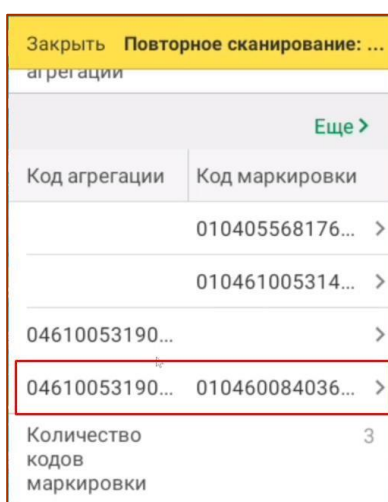 Закрыть Повторное сканирование: ...
агрегации
Еще >
Код агрегации Код маркировки
010405568176... >
010461005314... >
04610053190... >
04610053190... 010460084036... >
Количество 3
кодов
маркировки